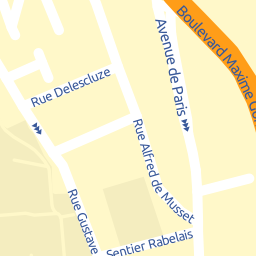 Boulevard Maxime Go
Avenue de Paris
Rue Delescluze
Rue Alfred de Musset
Rue Gustave
Sentier Rabelais